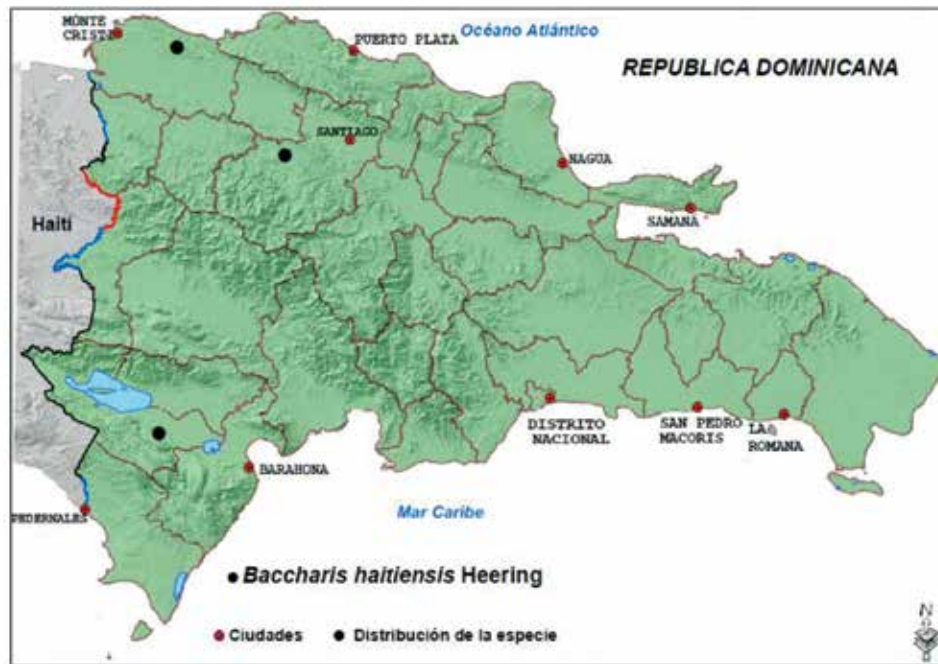 MONTE
CRISTI
PUERTO PLATA
Océano Atlántico
REPUBLICA DOMINICANA
SANTIAGO
NAGUA
SAMANA
Haití
DISTRITO
NACIONAL
SAN PEDRO
MACORIS
LA
ROMANA
BARAHONA
PEDERNALES
Mar Caribe
Baccharis haitiensis Heering
Ciudades
Distribución de la especie
N